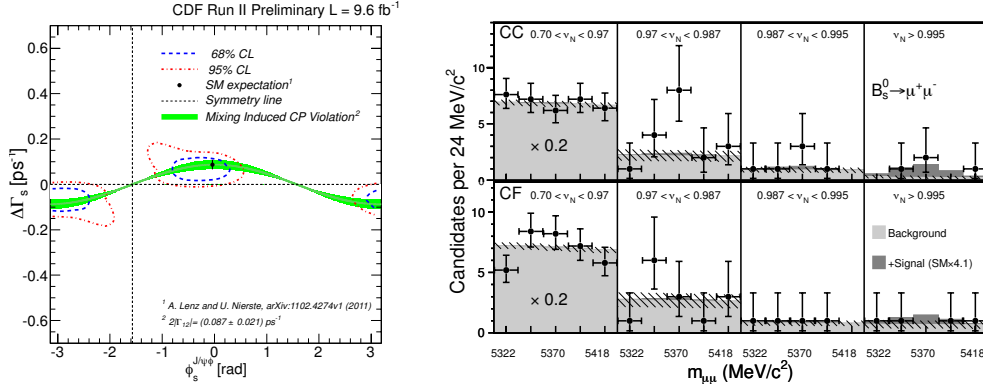 CDF Run II Preliminary L = 9.6 fb⁻¹
ΔΓs [ps⁻¹]
0.6
0.4
0.2
0
-0.2
-0.4
-0.6
68% CL
95% CL
SM expectation¹
Symmetry line
Mixing Induced CP Violation²
¹ A. Lenz and U. Nierste, arXiv:1102.4274v1 (2011)
² 2|Γ₁₂|= (0.087 ± 0.021) ps⁻¹
-3 -2 -1 0 1 2 3
ϕs^J/ψϕ [rad]
Candidates per 24 MeV/c²
CC 0.70 < νN < 0.97 0.97 < νN < 0.987 0.987 < νN < 0.995 νN > 0.995
10
5
0
× 0.2
B⁰s→μ⁺μ⁻
CF 0.70 < νN < 0.97 0.97 < νN < 0.987 0.987 < νN < 0.995 νN > 0.995
10
5
0
× 0.2
Background
+Signal (SM×4.1)
5322 5370 5418 5322 5370 5418 5322 5370 5418 5322 5370 5418
mμμ (MeV/c²)